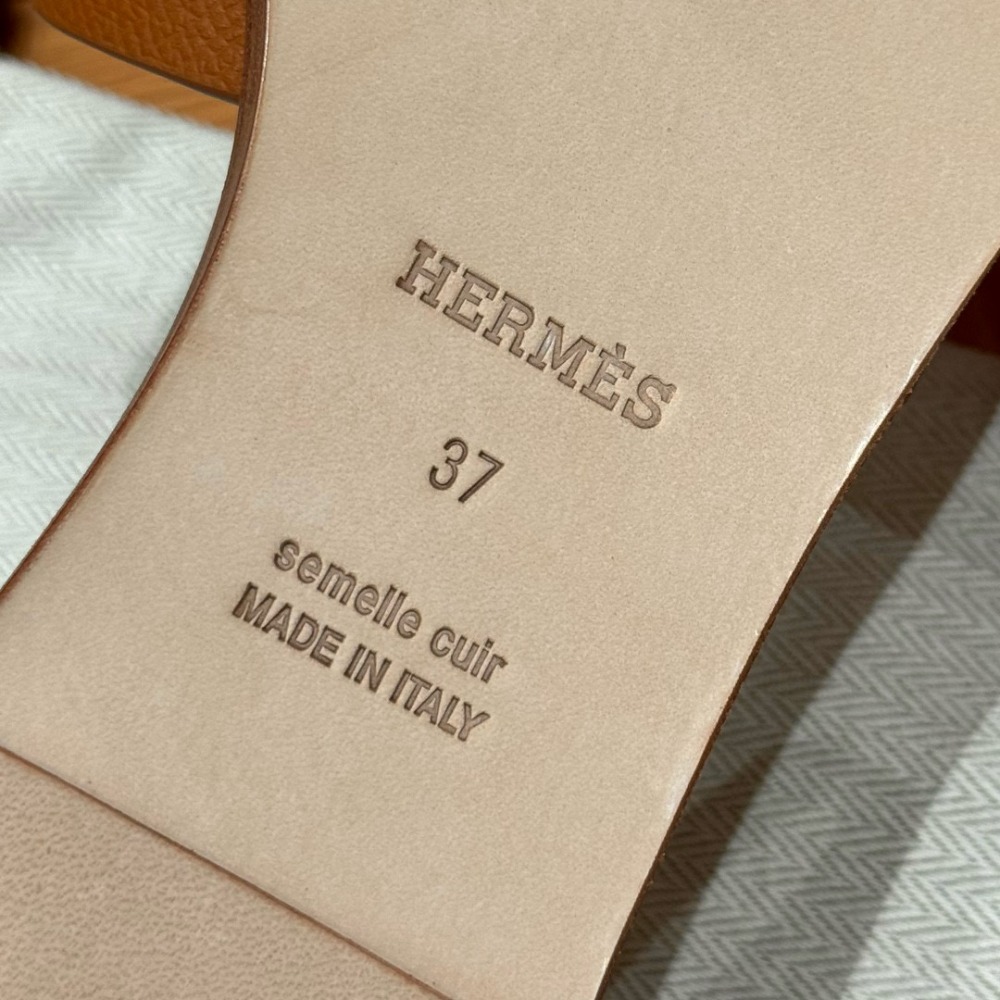 HERMÈS
37
semelle cuir
MADE IN ITALY